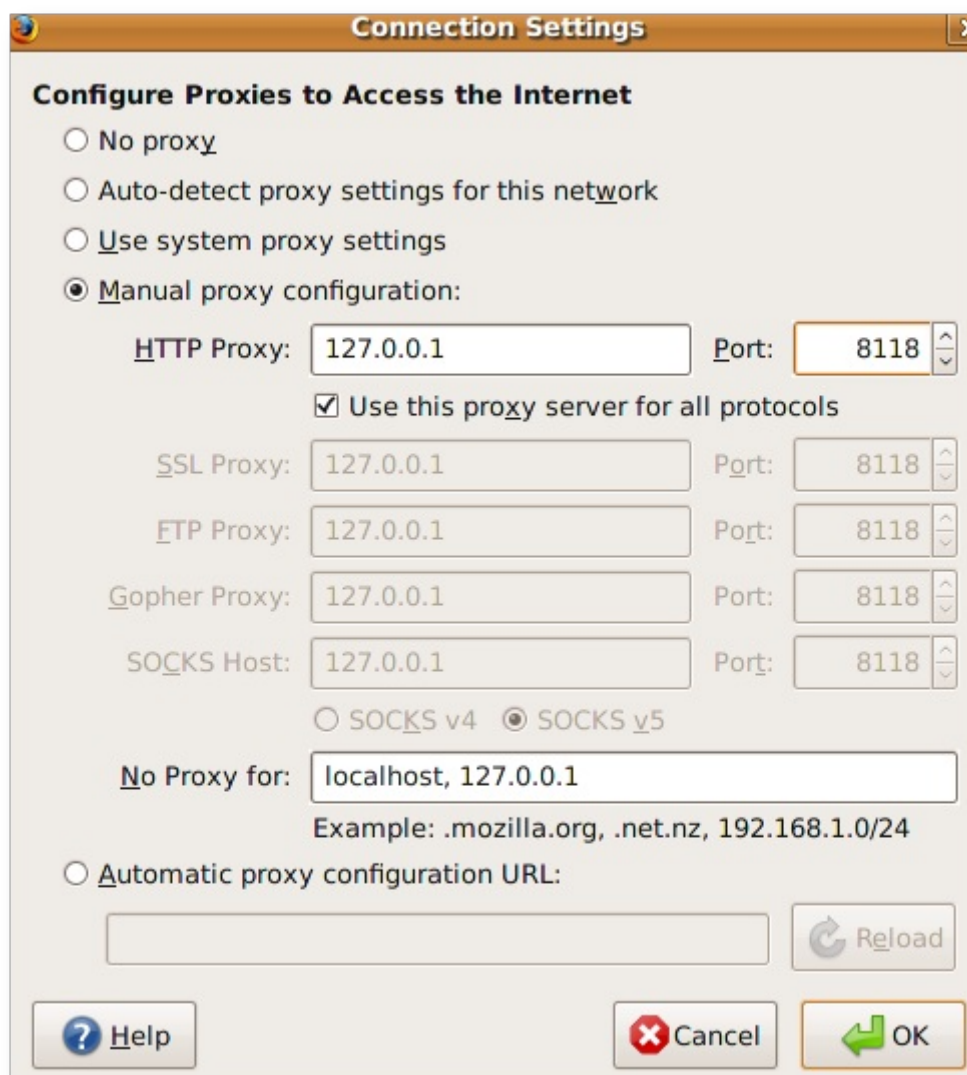 Connection Settings
Configure Proxies to Access the Internet
No proxy
Auto-detect proxy settings for this network
Use system proxy settings
Manual proxy configuration:
HTTP Proxy: 127.0.0.1 Port: 8118
Use this proxy server for all protocols
SSL Proxy: 127.0.0.1 Port: 8118
FTP Proxy: 127.0.0.1 Port: 8118
Gopher Proxy: 127.0.0.1 Port: 8118
SOCKS Host: 127.0.0.1 Port: 8118
SOCKS v4 SOCKS v5
No Proxy for: localhost, 127.0.0.1
Example: .mozilla.org, .net.nz, 192.168.1.0/24
Automatic proxy configuration URL:
Reload
Help Cancel OK